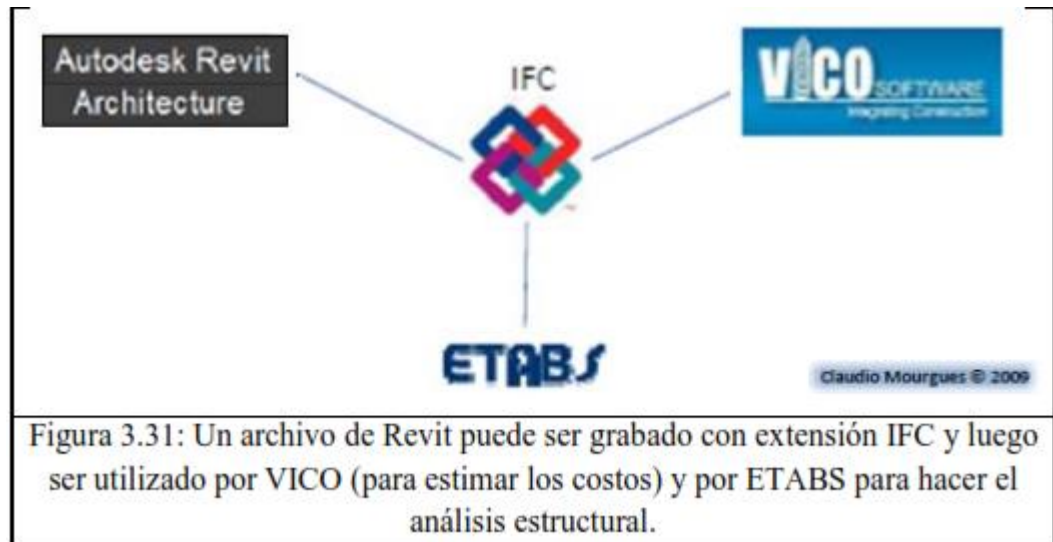 Autodesk Revit
Architecture
IFC
VICO SOFTWARE
Integrating Construction
ETABS
Claudio Mourgues © 2009
Figura 3.31: Un archivo de Revit puede ser grabado con extensión IFC y luego
ser utilizado por VICO (para estimar los costos) y por ETABS para hacer el
análisis estructural.